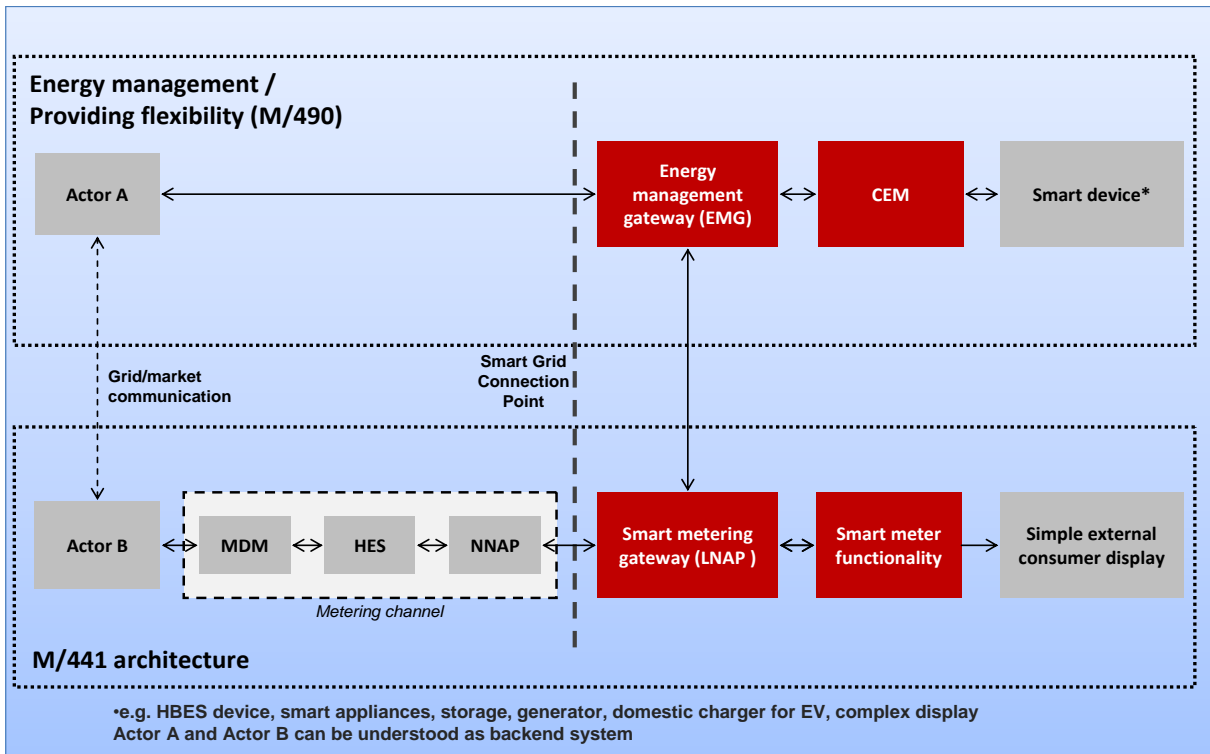 Energy management /
Providing flexibility (M/490)
Actor A
Energy
management
gateway (EMG)
CEM
Smart device*
Grid/market
communication
Smart Grid
Connection
Point
Actor B
MDM
HES
NNAP
Smart metering
gateway (LNAP )
Smart meter
functionality
Simple external
consumer display
Metering channel
M/441 architecture
•e.g. HBES device, smart appliances, storage, generator, domestic charger for EV, complex display
Actor A and Actor B can be understood as backend system